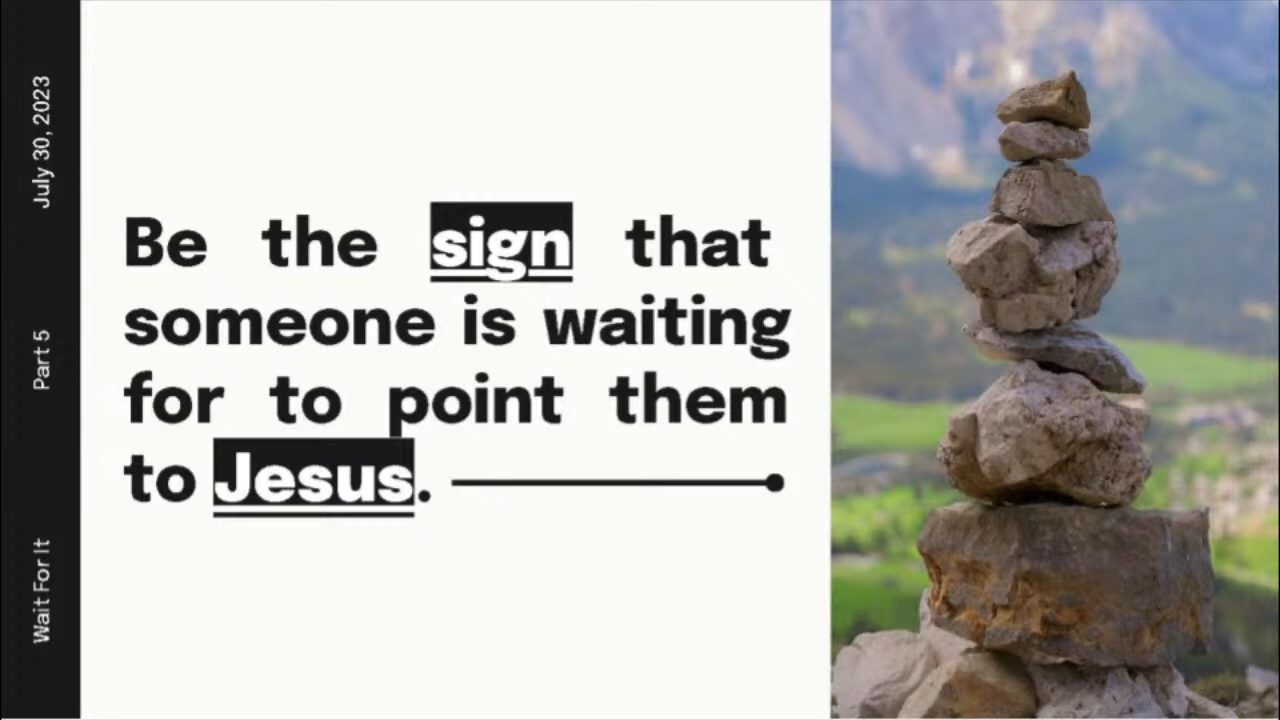 July 30, 2023
Part 5
Wait For It
Be the sign that
someone is waiting
for to point them
to Jesus.